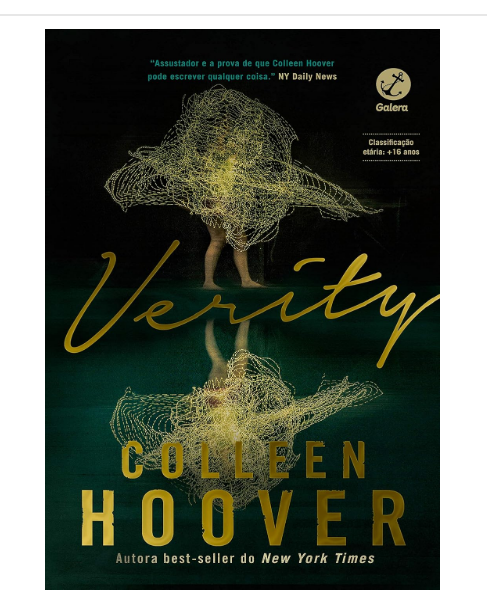 "Assustador e a prova de que Colleen Hoover
pode escrever qualquer coisa." NY Daily News
Galera
Classificação
etária: +16 anos
Verity
COLLEEN
HOOVER
Autora best-seller do New York Times